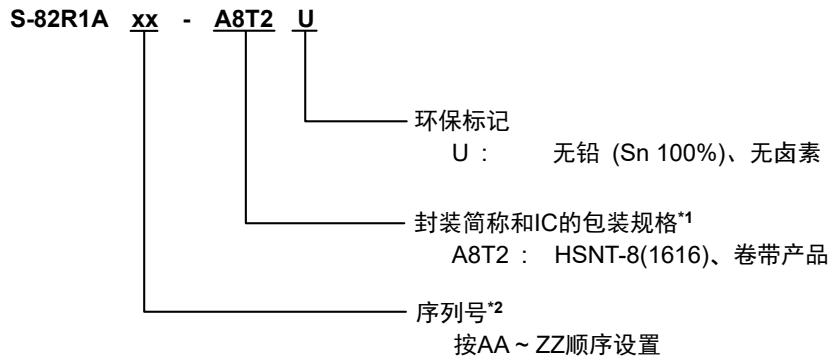 S-82R1A xx - A8T2 U
环保标记
U : 无铅 (Sn 100%)、无卤素
封装简称和IC的包装规格*1
A8T2 : HSNT-8(1616)、卷带产品
序列号*2
按AA ~ ZZ顺序设置